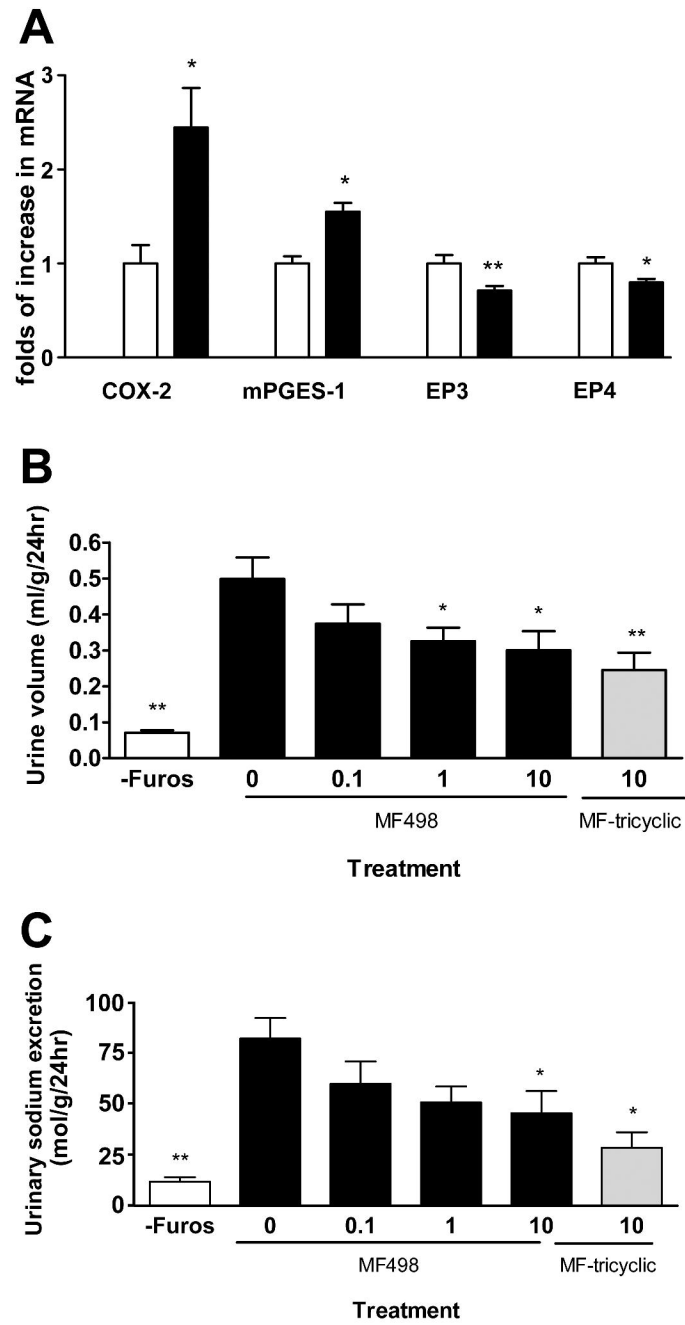 A
folds of increase in mRNA
3
2
1
0
*
*
**
*
COX-2 mPGES-1 EP3 EP4
B
Urine volume (ml/g/24hr)
0.6
0.5
0.4
0.3
0.2
0.1
0.0
**
*
*
**
-Furos 0 0.1 1 10 10
MF498 MF-tricyclic
Treatment
C
Urinary sodium excretion
(mol/g/24hr)
100
75
50
25
0
**
*
*
-Furos 0 0.1 1 10 10
MF498 MF-tricyclic
Treatment